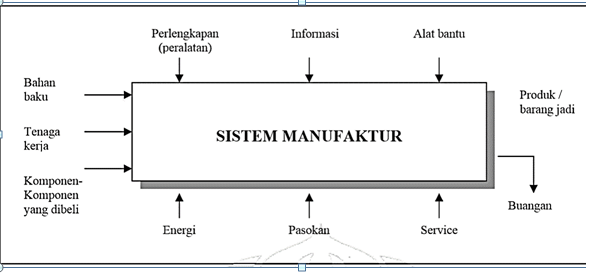 Perlengkapan
(peralatan)
Informasi
Alat bantu
Bahan
baku
Tenaga
kerja
Komponen-
Komponen
yang dibeli
SISTEM MANUFAKTUR
Produk /
barang jadi
Buangan
Energi
Pasokan
Service